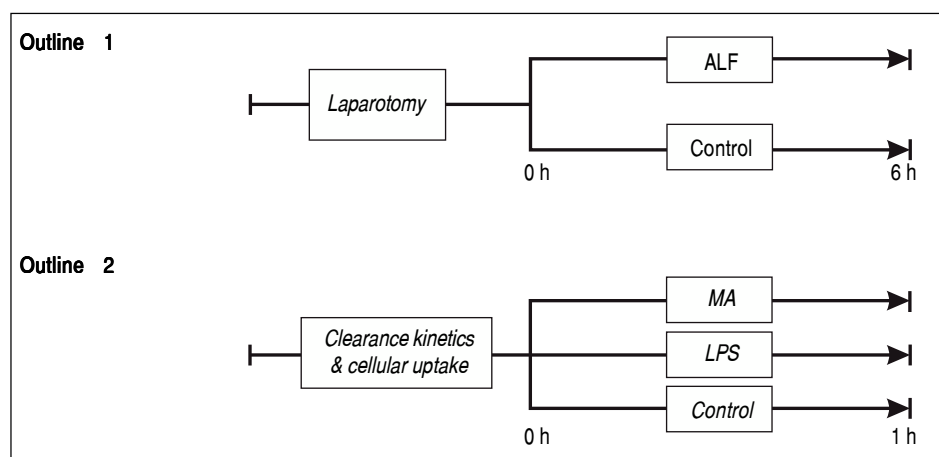 Outline 1
ALF
Laparotomy
Control
0 h
6 h
Outline 2
MA
Clearance kinetics
& cellular uptake
LPS
Control
0 h
1 h